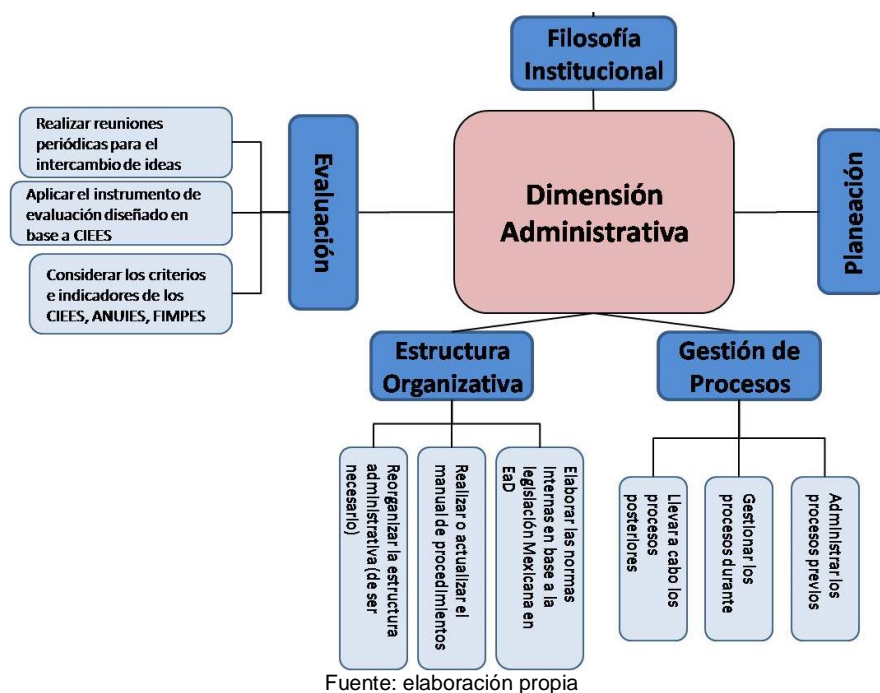 Filosofía
Institucional
Realizar reuniones
periódicas para el
intercambio de ideas
Aplicar el instrumento de
evaluación diseñado en
base a CIEES
Considerar los criterios
e indicadores de los
CIEES, ANUIES, FIMPES
Evaluación
Dimensión
Administrativa
Planeación
Estructura
Organizativa
Gestión de
Procesos
Reorganizar la estructura
administrativa (de ser
necesario)
Realizar o actualizar el
manual de procedimientos
Elaborar las normas
Internas en base a la
legislación Mexicana en
EaD
Llevar a cabo los
procesos
posteriores
Gestionar los
procesos durante
Administrar los
procesos previos
Fuente: elaboración propia